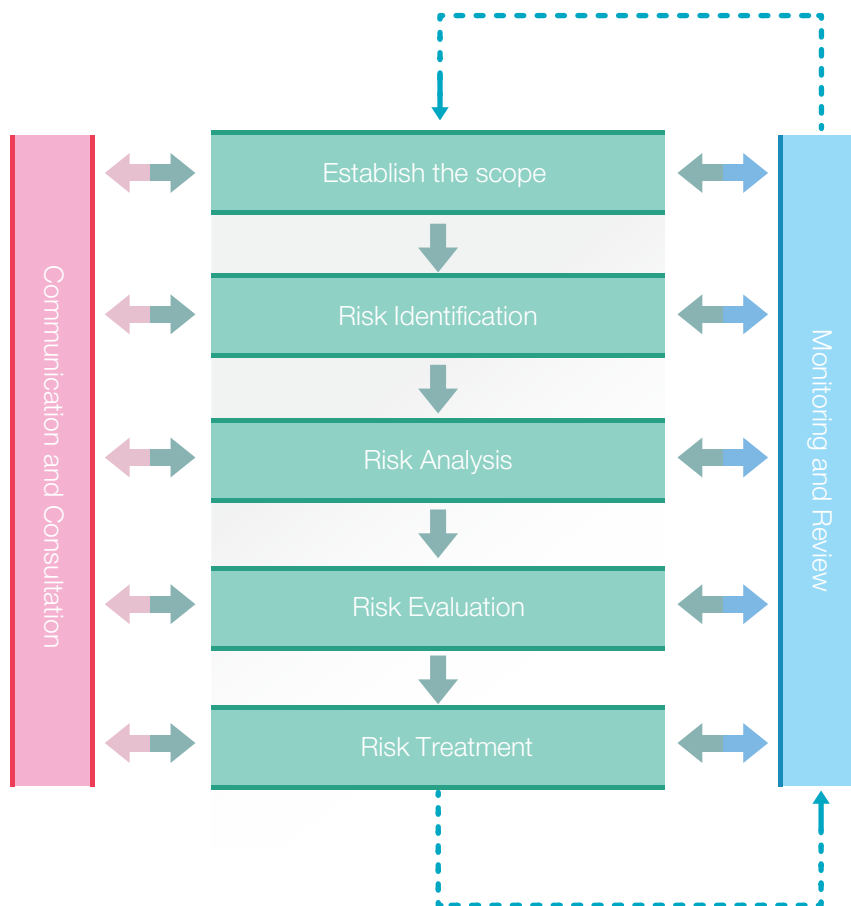 Establish the scope
Risk Identification
Risk Analysis
Risk Evaluation
Risk Treatment
Communication and Consultation
Monitoring and Review